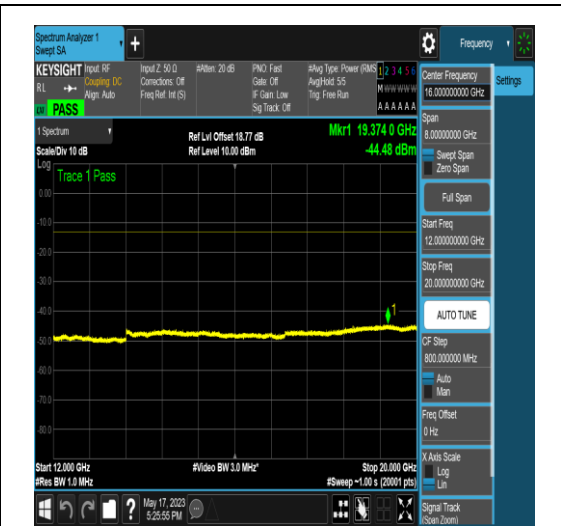 Spectrum Analyzer 1
Swept SA
+
Frequency
KEYSIGHT
RL
PASS
Input: RF
Coupling: DC
Align: Auto
Input Z: 50 Ω
Corrections: Off
Freq Ref: Int (S)
#Atten: 20 dB
PNO: Fast
Gate: Off
IF Gain: Low
Sig Track: Off
#Avg Type: Power (RMS
Avg|Hold: 5/5
Trig: Free Run
1 2 3 4 5 6
M W W W W W
A A A A A A
1 Spectrum
Scale/Div 10 dB
Log
Ref Lvl Offset 18.77 dB
Ref Level 10.00 dBm
Mkr1 19.374 0 GHz
-44.48 dBm
Trace 1 Pass
0.00
-10.0
-20.0
-30.0
-40.0
-50.0
-60.0
-70.0
-80.0
1
Start 12.000 GHz
#Res BW 1.0 MHz
#Video BW 3.0 MHz*
Stop 20.000 GHz
#Sweep ~1.00 s (20001 pts)
?
May 17, 2023
5:25:55 PM
Center Frequency
16.000000000 GHz
Settings
Span
8.00000000 GHz
Swept Span
Zero Span
Full Span
Start Freq
12.000000000 GHz
Stop Freq
20.000000000 GHz
AUTO TUNE
CF Step
800.000000 MHz
Auto
Man
Freq Offset
0 Hz
X Axis Scale
Log
Lin
Signal Track
(Span Zoom)